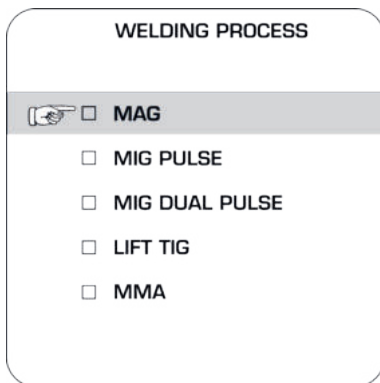 WELDING PROCESS
MAG
MIG PULSE
MIG DUAL PULSE
LIFT TIG
MMA